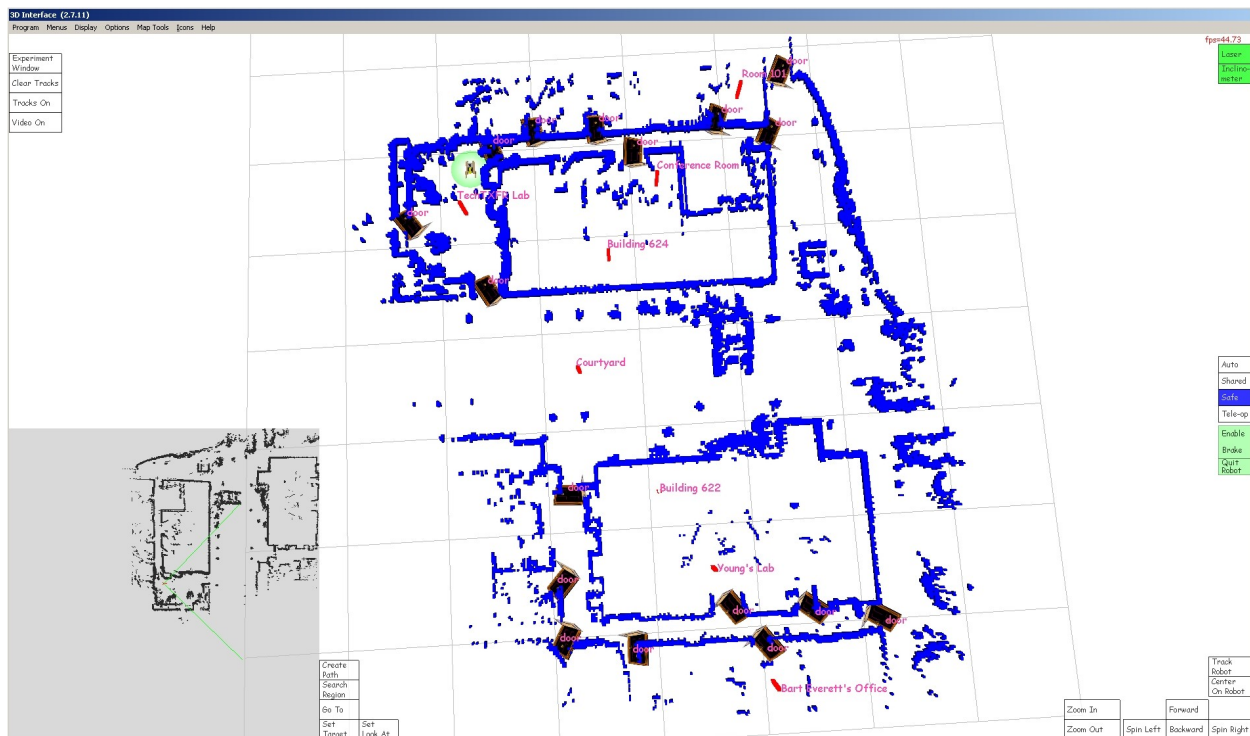 3D Interface (2.7.11)
Program Menus Display Options Map Tools Icons Help
fps=44.73
Experiment
Window
Clear Tracks
Tracks On
Video On
Laser
Inclino-
meter
door
Room 101
door
door
door
door
door
door
Conference Room
TechTXFR Lab
door
Building 624
door
Courtyard
Auto
Shared
Safe
Tele-op
Enable
Brake
Quit
Robot
door
Building 622
Young's Lab
door
door
door
door
door
door
door
Bart Everett's Office
Create
Path
Search
Region
Go To
Set
Target
Set
Look At
Track
Robot
Center
On Robot
Zoom In
Forward
Zoom Out
Spin Left
Backward
Spin Right